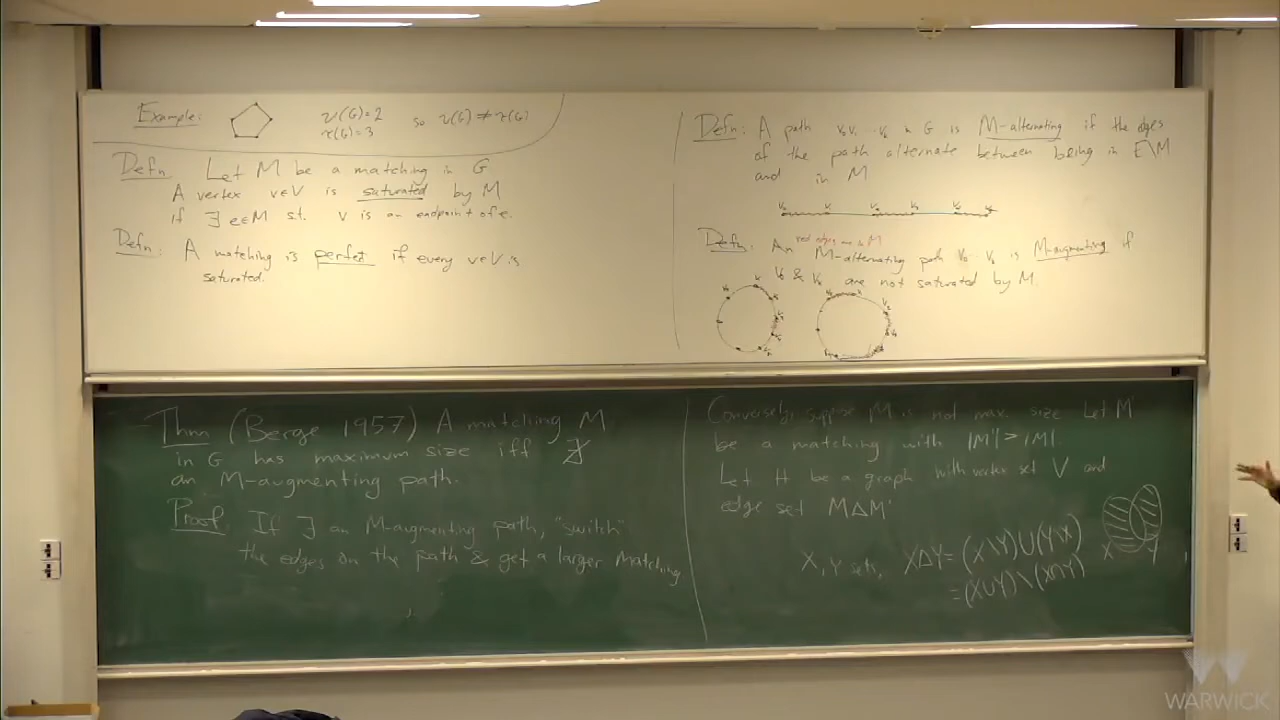 Example: ν(G)=2 so ν(G) ≠ τ(G)
τ(G)=3
Defn Let M be a matching in G
A vertex v∈V is saturated by M
if ∃ e∈M s.t. v is an endpoint of e.
Defn: A matching is perfect if every v∈V is
saturated.
Defn: A path V₀V₁...Vₖ in G is M-alternating if the edges
of the path alternate between being in E\M
and in M
red edges are in M
Defn: An M-alternating path V₀...Vₖ is M-augmenting if
V₀ & Vₖ are not saturated by M.
Thm (Berge 1957) A matching M
in G has maximum size iff ∄
an M-augmenting path.
Proof: If ∃ an M-augmenting path, "switch"
the edges on the path & get a larger matching
Conversely, suppose M is not max. size Let M'
be a matching with |M'|>|M|.
Let H be a graph with vertex set V and
edge set M∆M'
X, Y sets, X∆Y=(X\Y)∪(Y\X)
=(X∪Y)\(X∩Y)
X Y
WARWICK